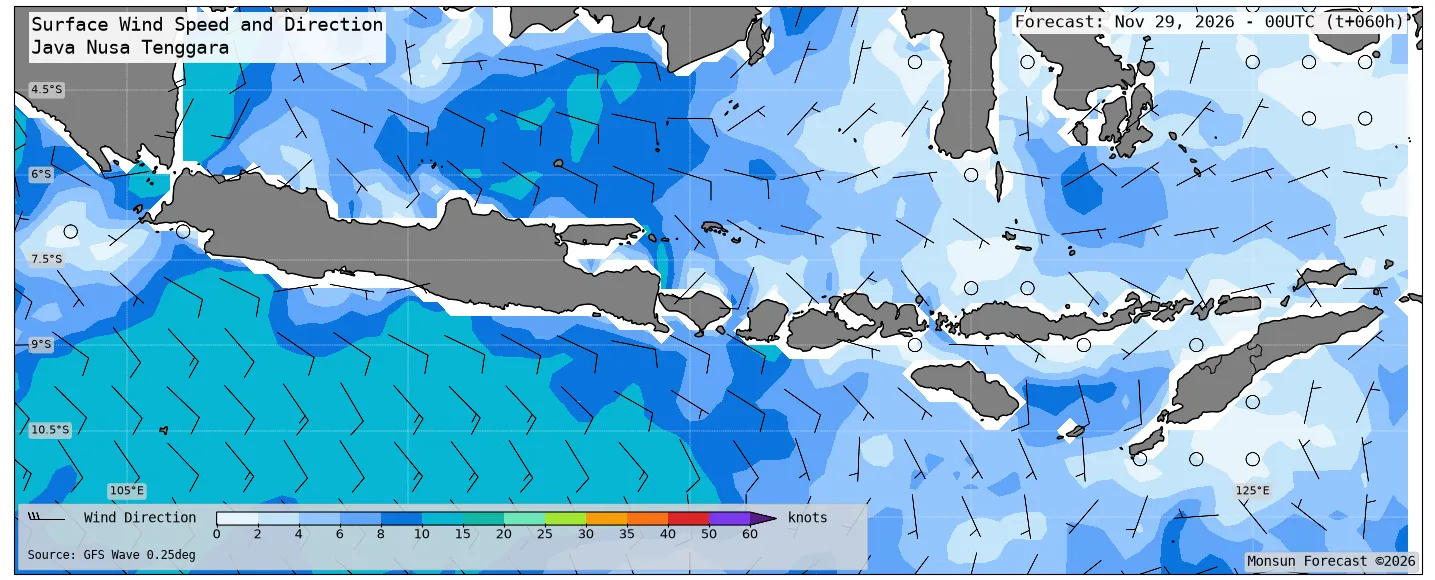 Surface Wind Speed and Direction
Java Nusa Tenggara
Forecast: Nov 29, 2026 - 00UTC (t+060h)
4.5°S
6°S
7.5°S
9°S
10.5°S
105°E
125°E
Wind Direction
0 2 4 6 8 10 15 20 25 30 40 50 60
knots
Source: GFS Wave 0.25deg
Monsun Forecast ©2026